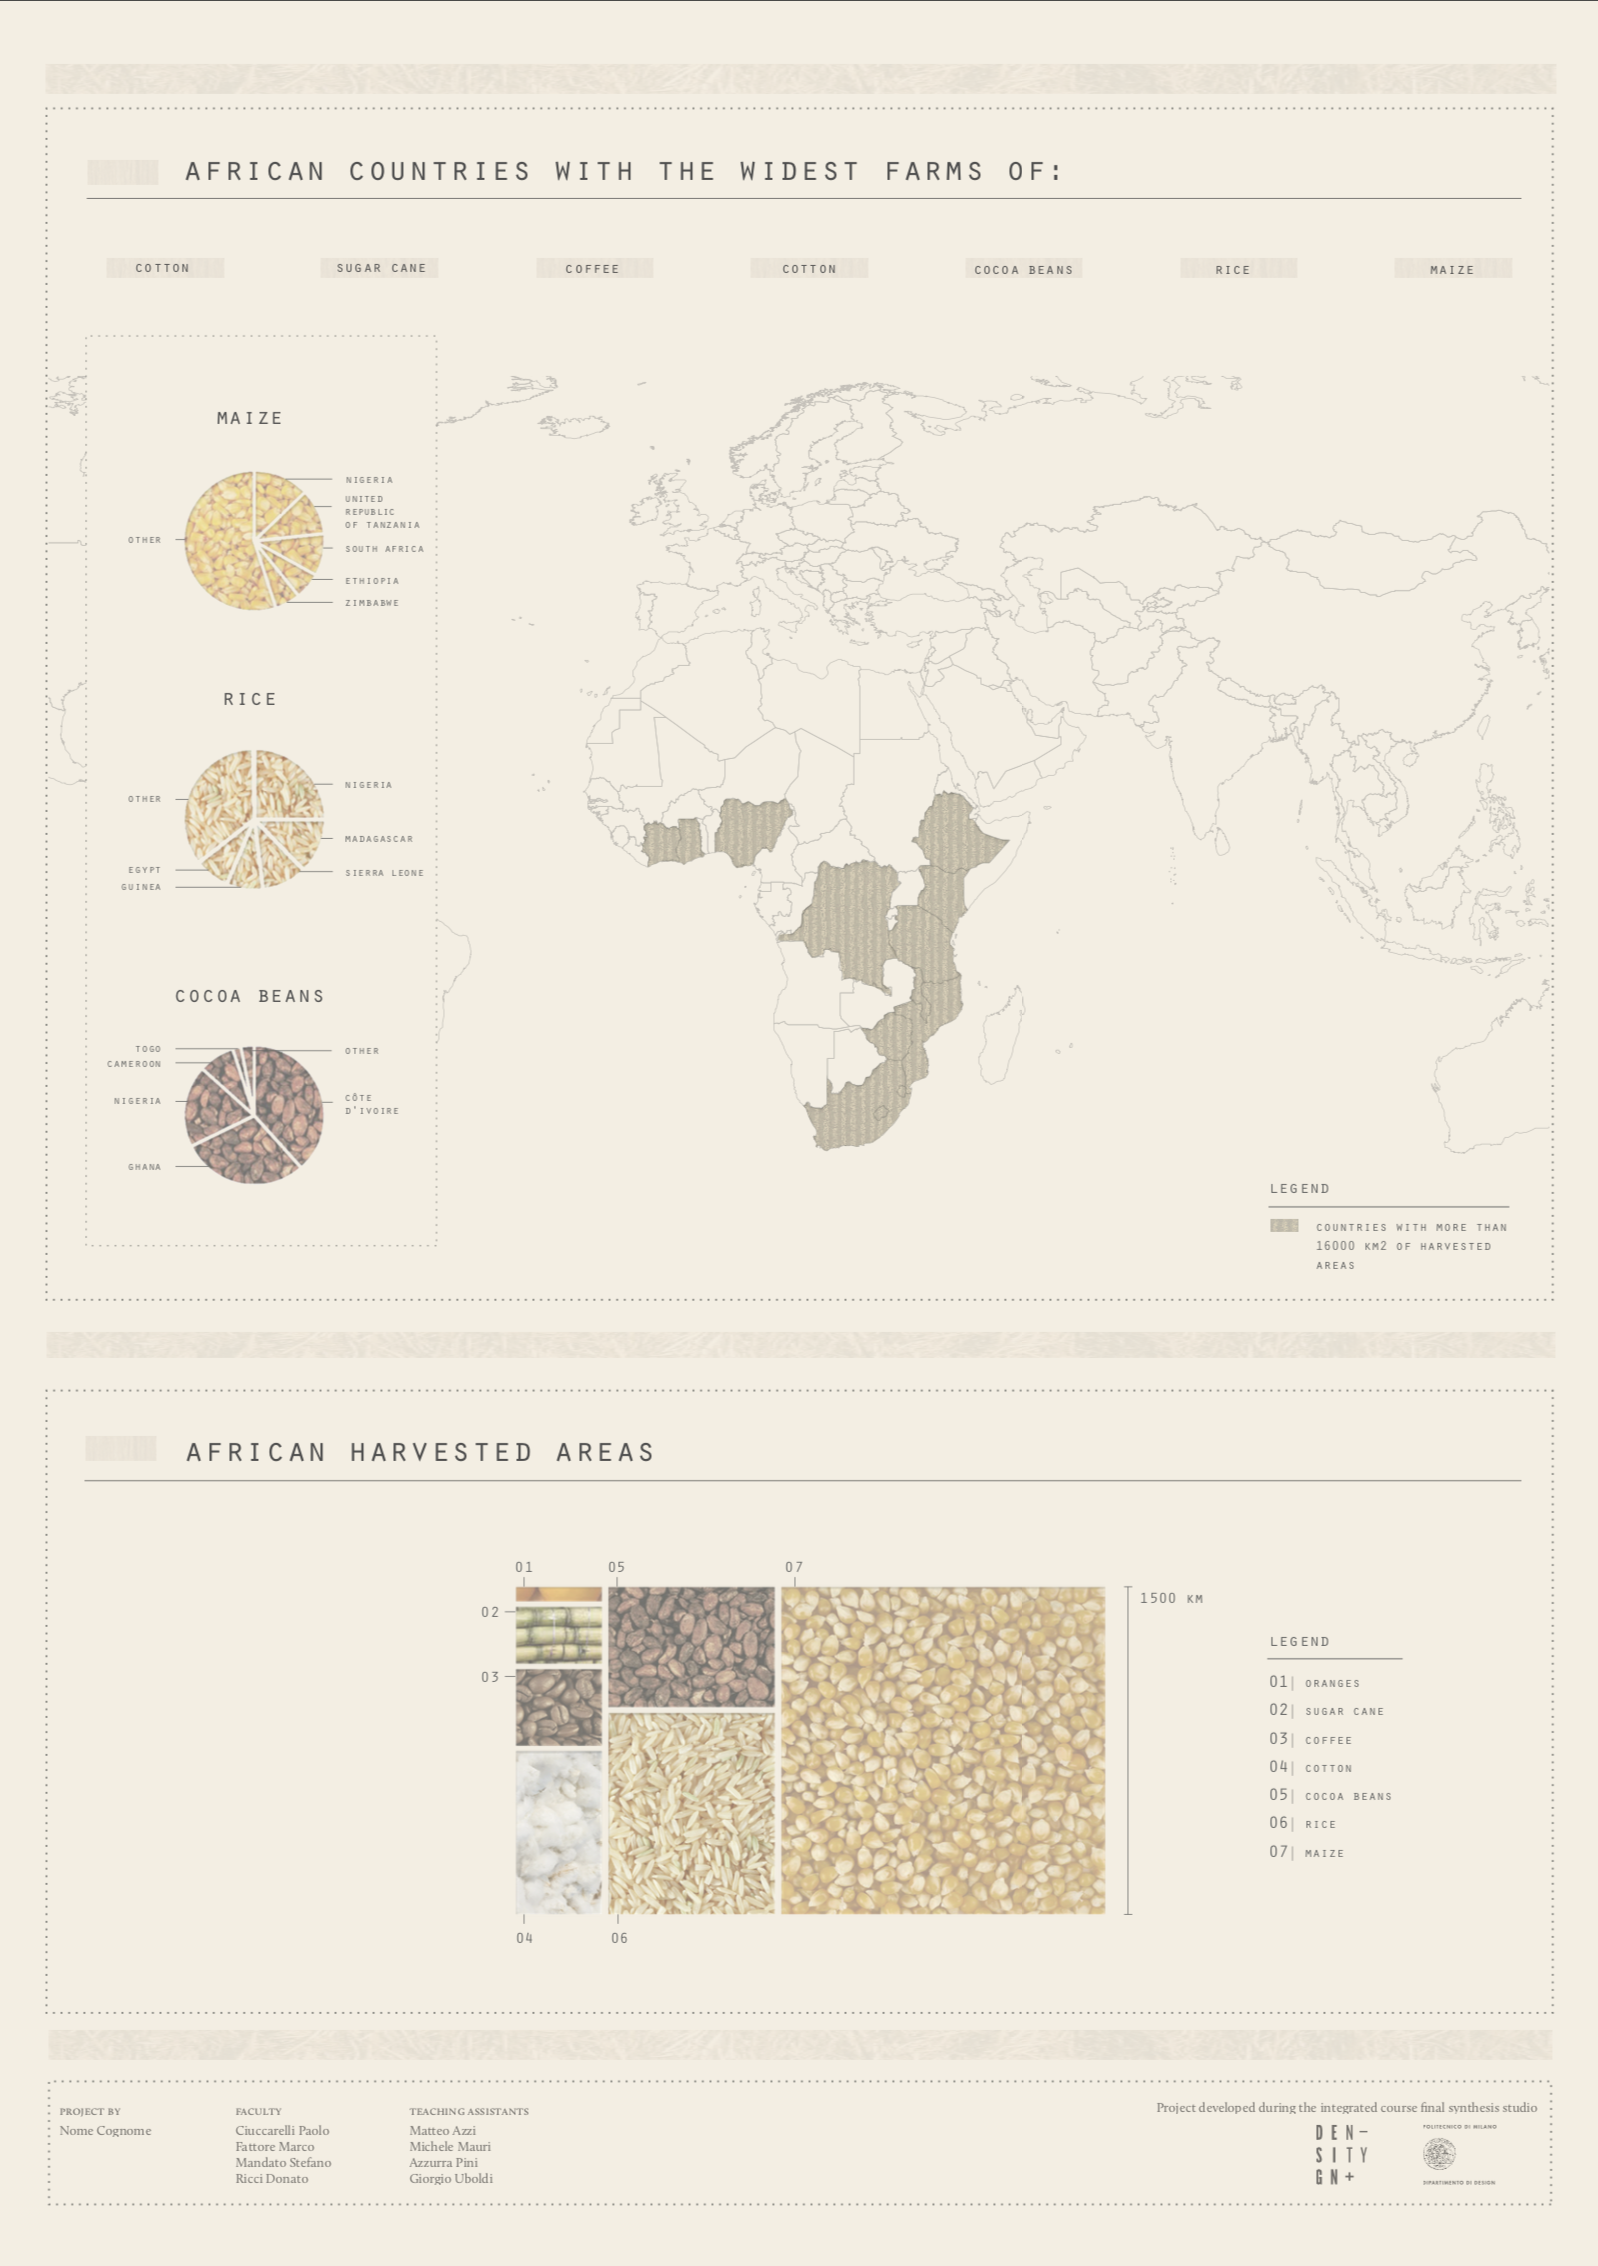 AFRICAN COUNTRIES WITH THE WIDEST FARMS OF:
COTTON
SUGAR CANE
COFFEE
COTTON
COCOA BEANS
RICE
MAIZE
MAIZE
NIGERIA
UNITED
REPUBLIC
OF TANZANIA
SOUTH AFRICA
ETHIOPIA
ZIMBABWE
OTHER
RICE
NIGERIA
MADAGASCAR
SIERRA LEONE
OTHER
EGYPT
GUINEA
COCOA BEANS
TOGO
CAMEROON
NIGERIA
GHANA
OTHER
CÔTE
D'IVOIRE
LEGEND
COUNTRIES WITH MORE THAN
16000 KM2 OF HARVESTED
AREAS
AFRICAN HARVESTED AREAS
01
05
07
02
03
04
06
1500 KM
LEGEND
01| ORANGES
02| SUGAR CANE
03| COFFEE
04| COTTON
05| COCOA BEANS
06| RICE
07| MAIZE
PROJECT BY
Nome Cognome
FACULTY
Ciuccarelli Paolo
Fattore Marco
Mandato Stefano
Ricci Donato
TEACHING ASSISTANTS
Matteo Azzi
Michele Mauri
Azzurra Pini
Giorgio Uboldi
Project developed during the integrated course final synthesis studio
DEN-
SITY
GN+
POLITECNICO DI MILANO
DIPARTIMENTO DI DESIGN